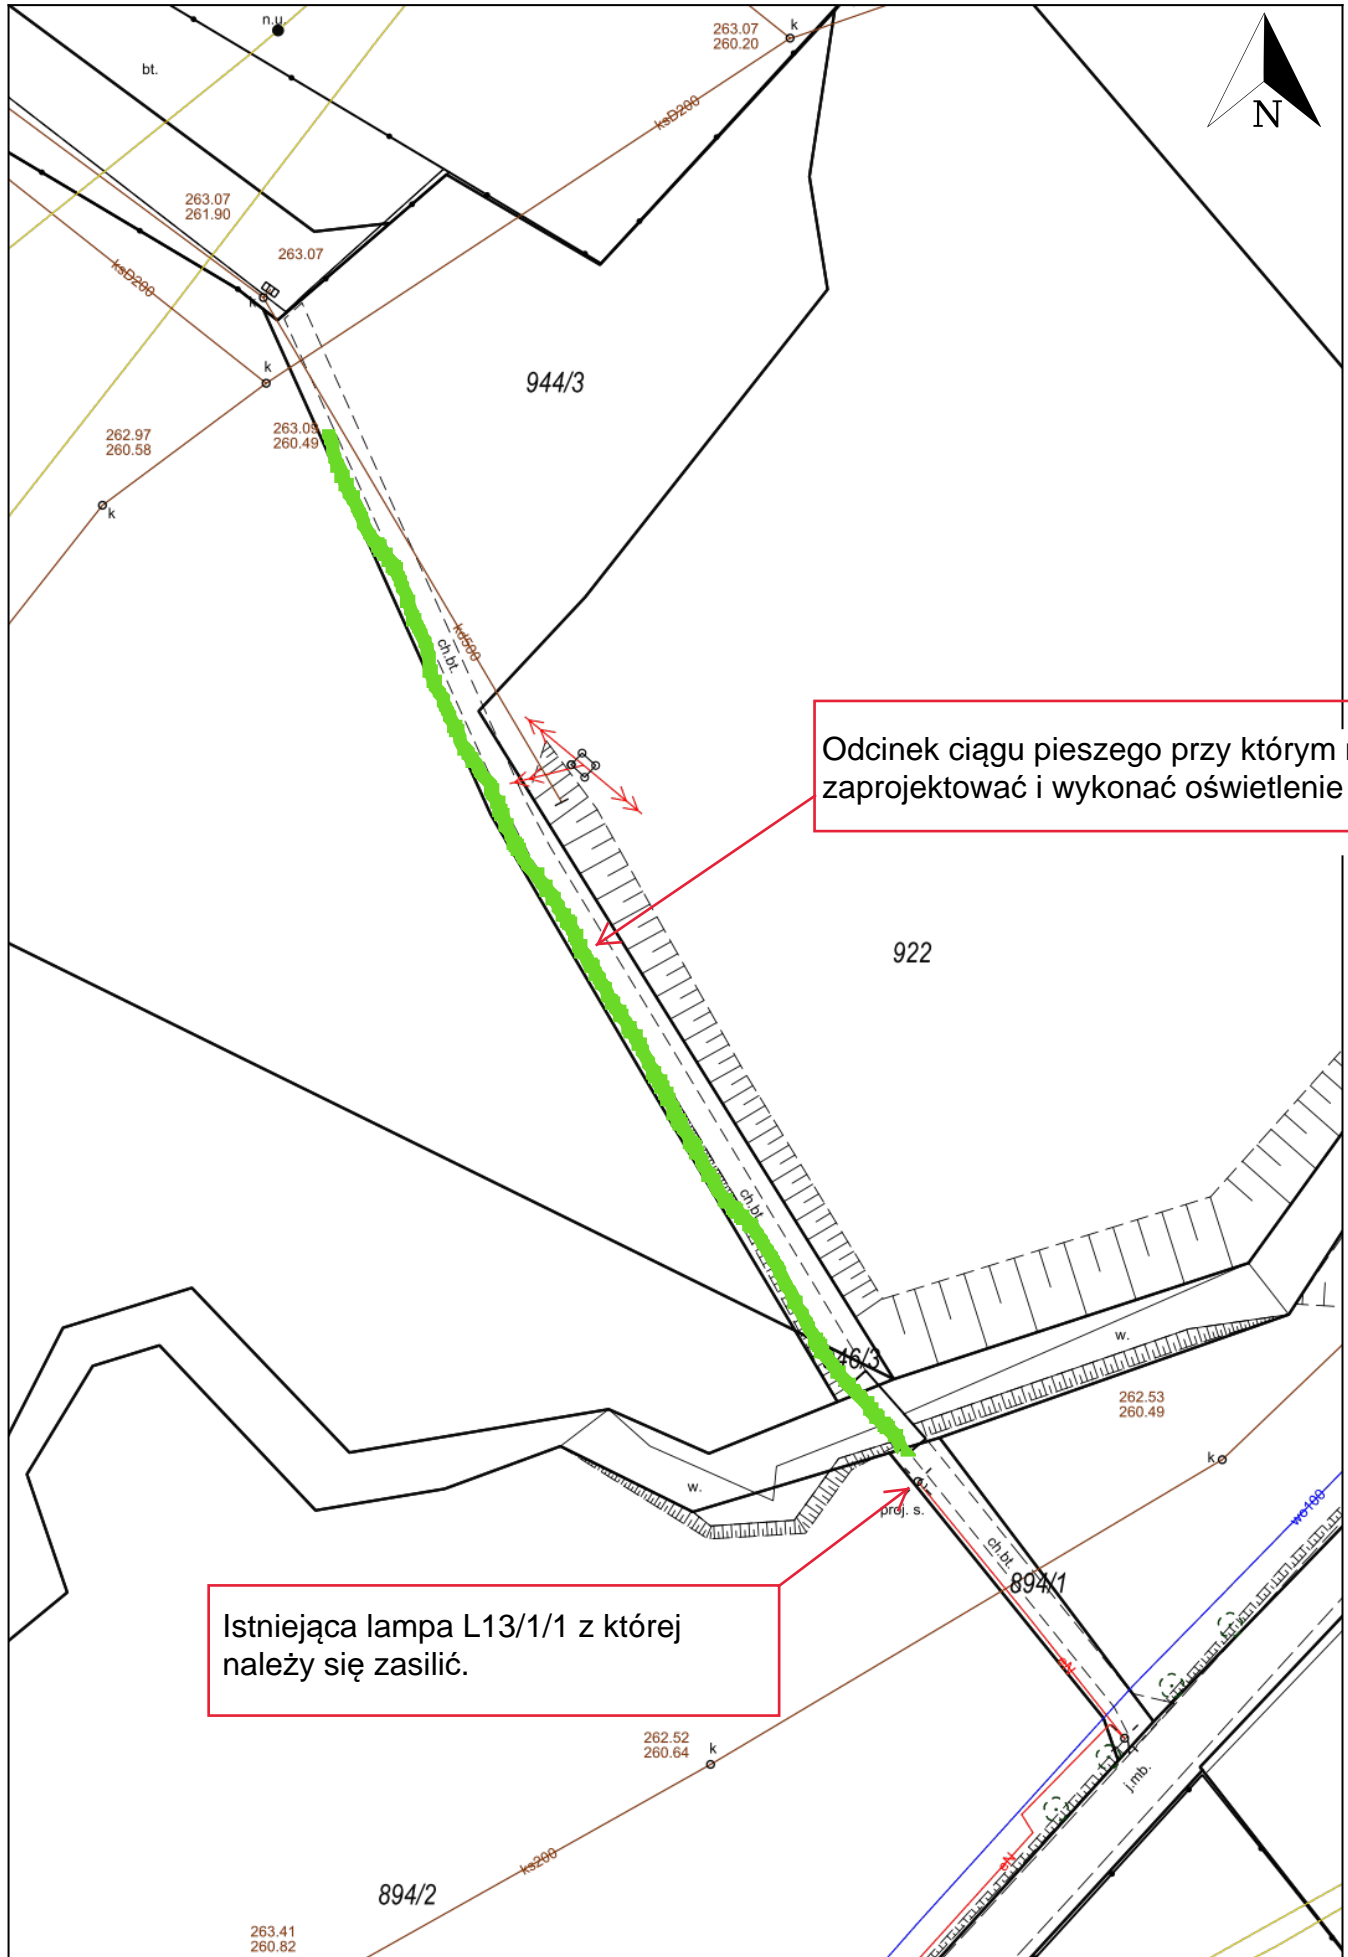 n.u.
bt.
263.07
260.20
k
N
ksD200
263.07
261.90
263.07
ksD200
k
k
944/3
262.97
260.58
263.09
260.49
k
kd500
ch.bt.
Odcinek ciągu pieszego przy którym
zaprojektować i wykonać oświetlenie
922
ch.bt.
46/3
w.
262.53
260.49
k
w.
proj. s.
wo100
ch.bt.
894/1
Istniejąca lampa L13/1/1 z której
należy się zasilić.
eN
262.52
260.64
k
j.mb.
ks200
eN
894/2
263.41
260.82